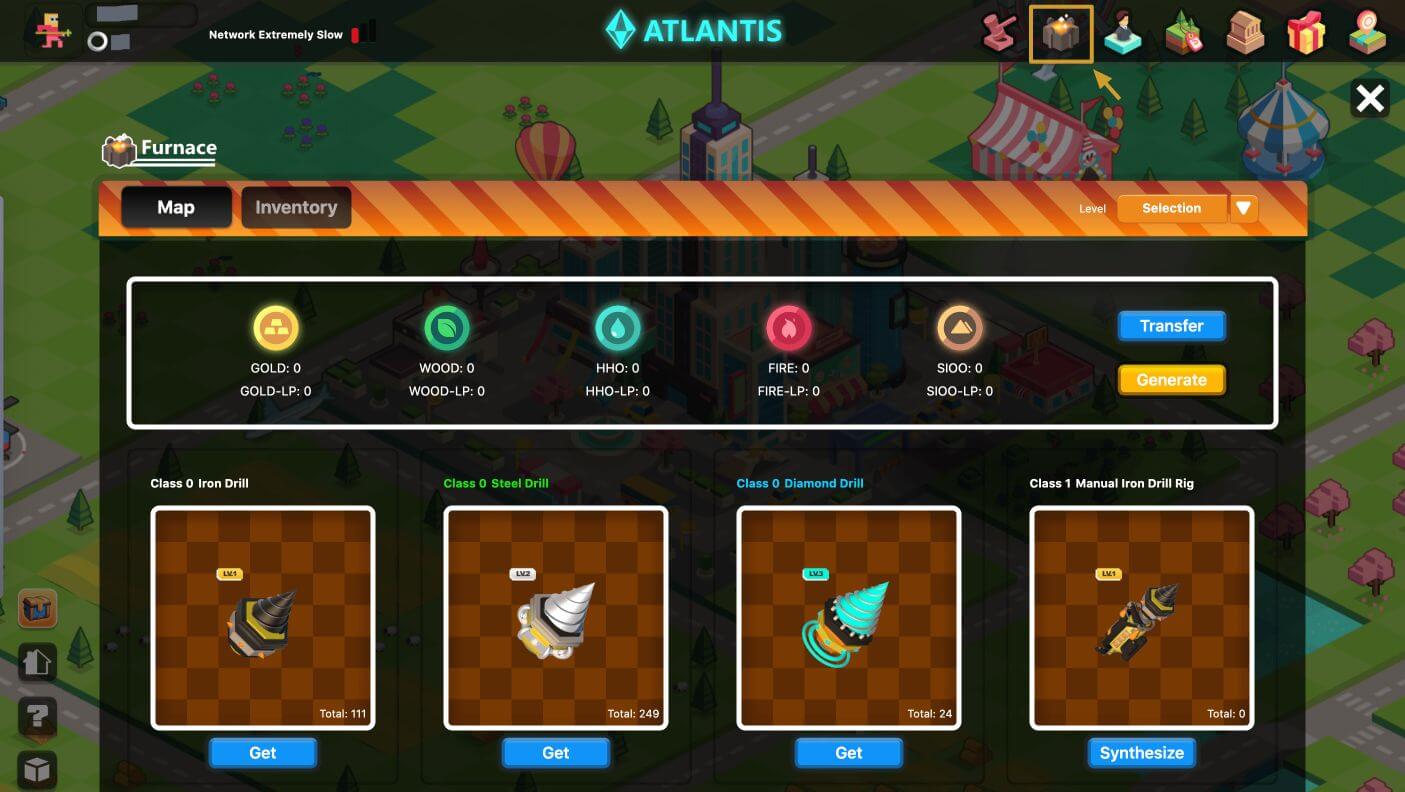 Network Extremely Slow
ATLANTIS
Furnace
Map
Inventory
Level
Selection
GOLD: 0
GOLD-LP: 0
WOOD: 0
WOOD-LP: 0
HHO: 0
HHO-LP: 0
FIRE: 0
FIRE-LP: 0
SIOO: 0
SIOO-LP: 0
Transfer
Generate
Class 0 Iron Drill
LV.1
Total: 111
Get
Class 0 Steel Drill
LV.2
Total: 249
Get
Class 0 Diamond Drill
LV.3
Total: 24
Get
Class 1 Manual Iron Drill Rig
LV.1
Total: 0
Synthesize
?